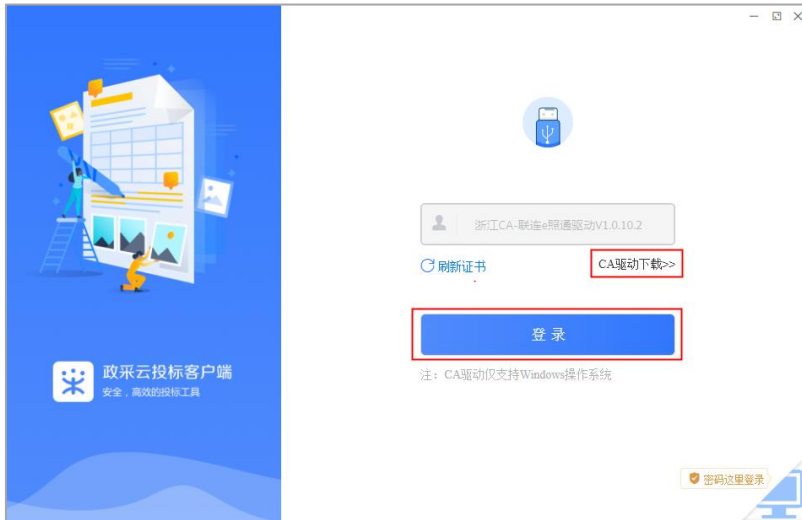 政采云投标客户端
安全，高效的投标工具
浙江CA-联连e照通驱动V1.0.10.2
刷新证书
CA驱动下载>>
登录
注：CA驱动仅支持Windows操作系统
密码这里登录